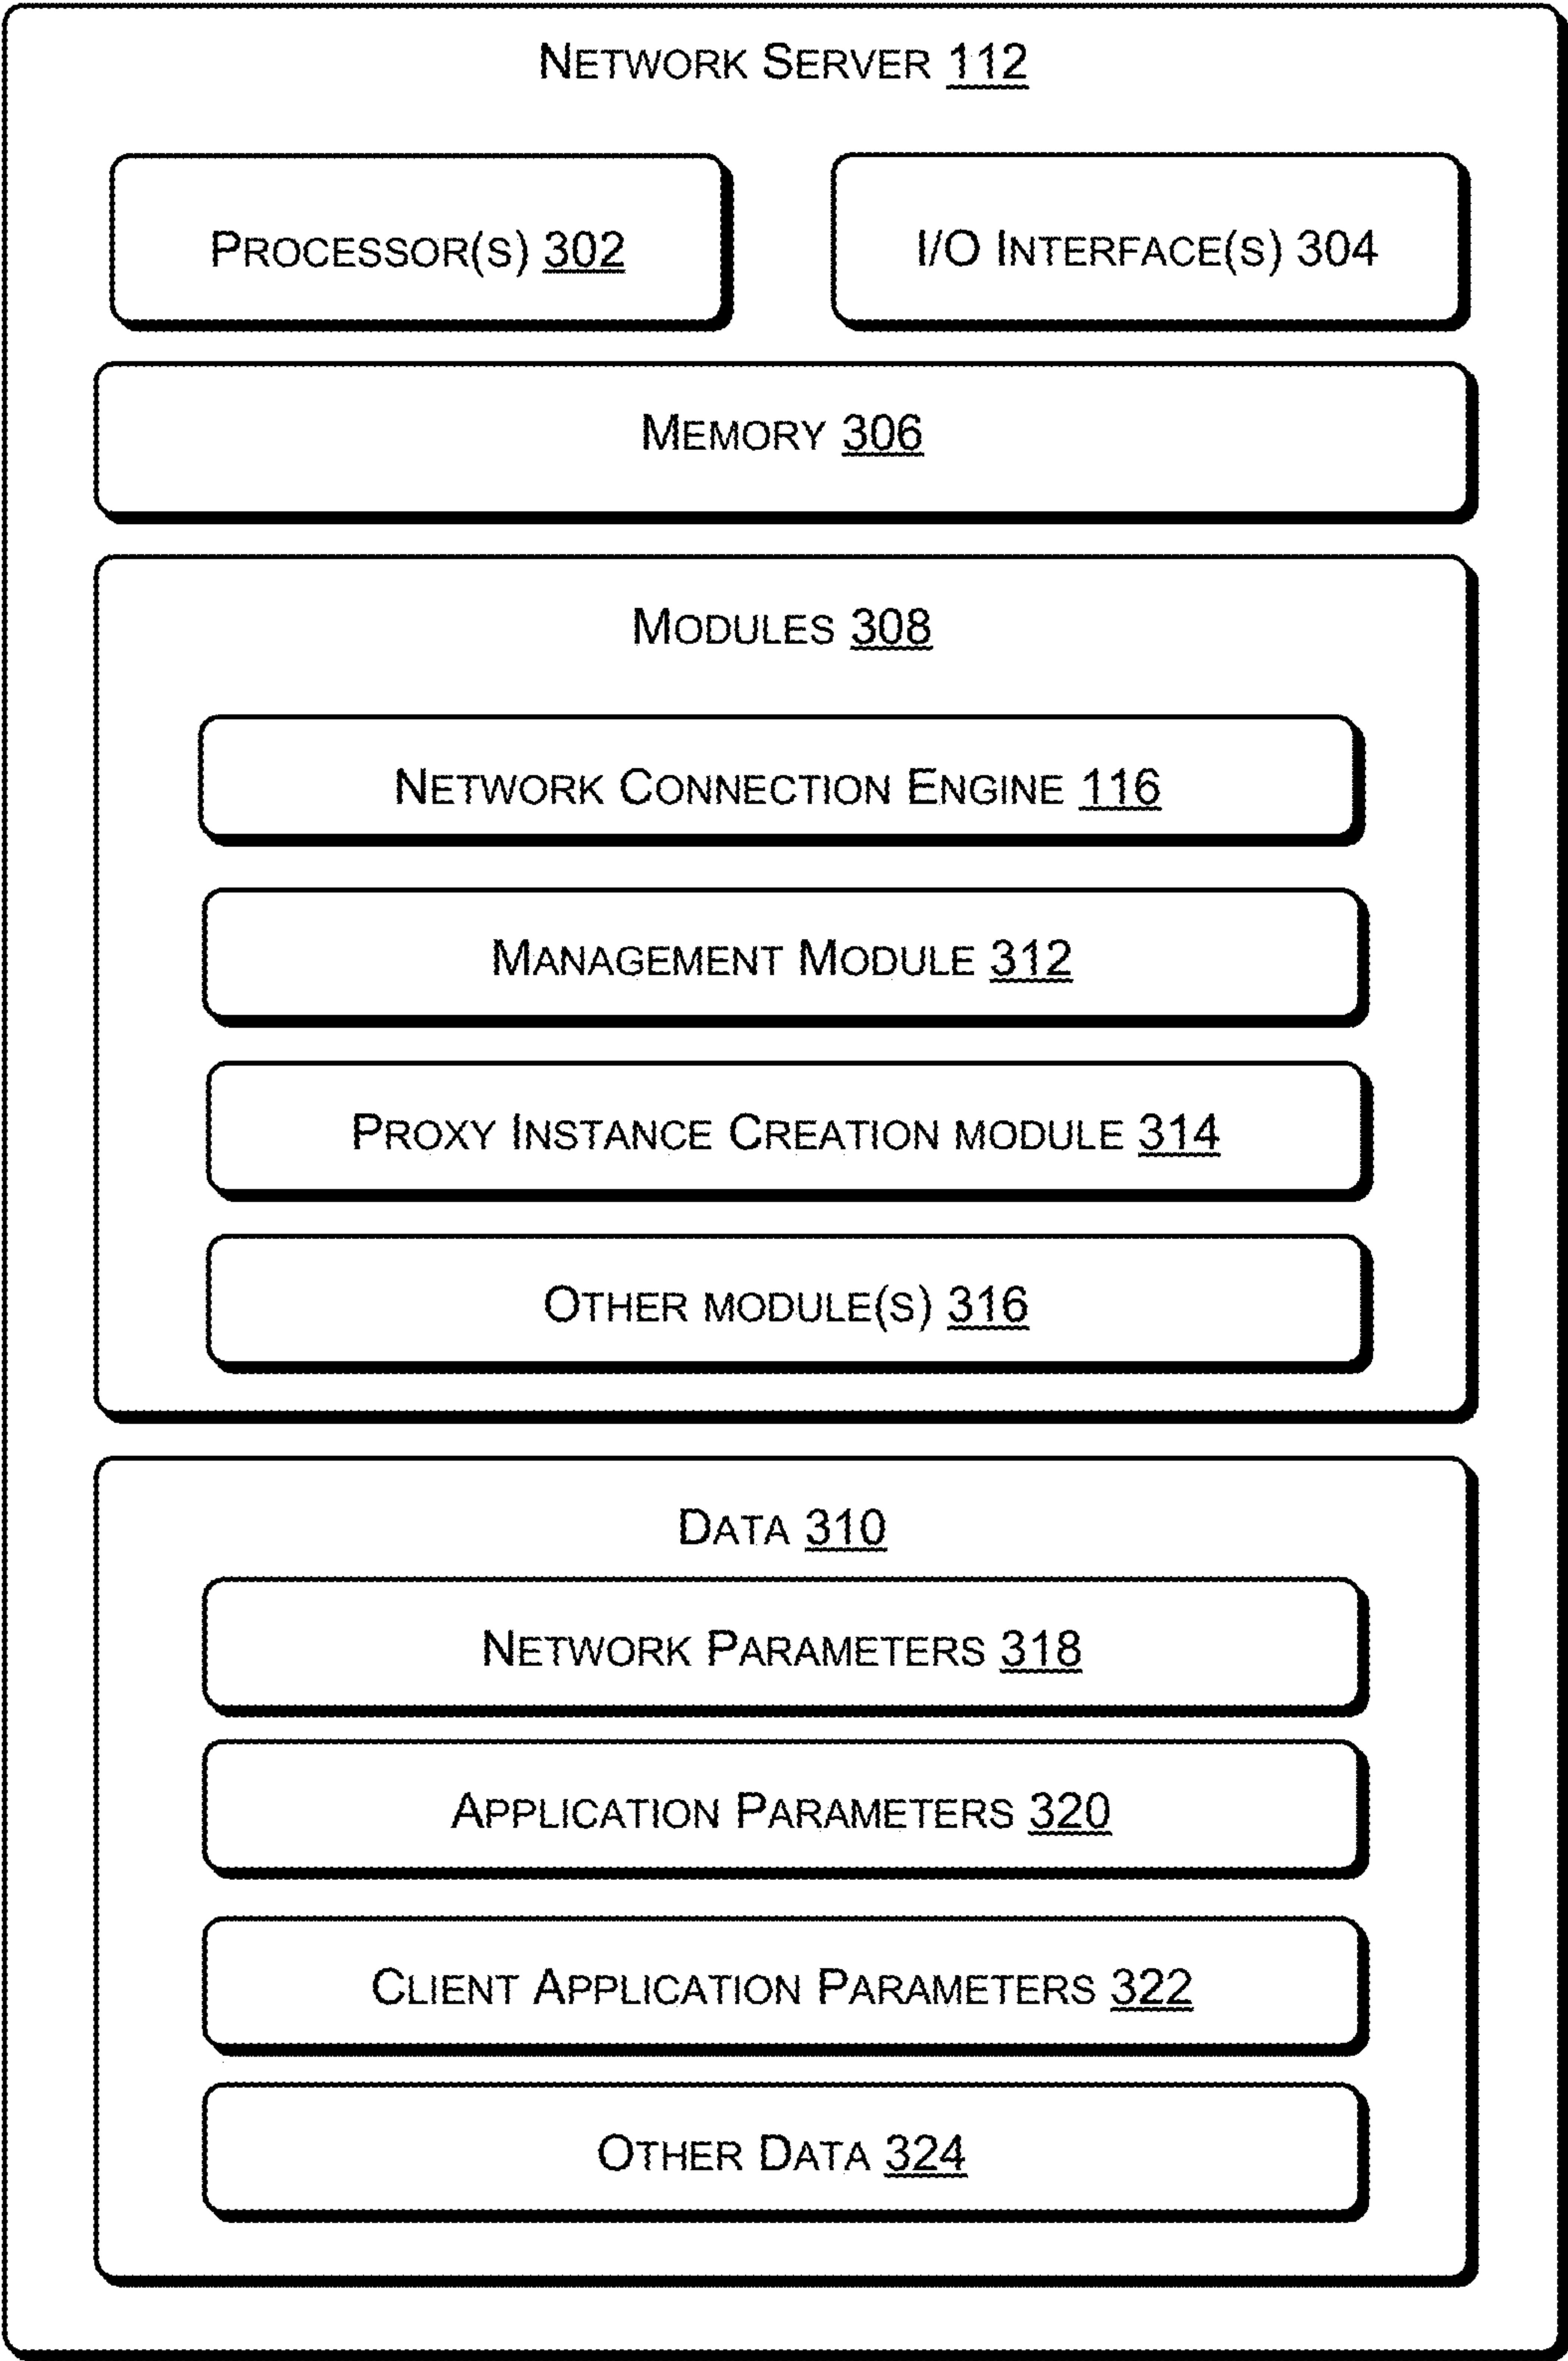 NETWORK SERVER 112
PROCESSOR(S) 302
I/O INTERFACE(S) 304
MEMORY 306
MODULES 308
NETWORK CONNECTION ENGINE 116
MANAGEMENT MODULE 312
PROXY INSTANCE CREATION MODULE 314
OTHER MODULE(S) 316
DATA 310
NETWORK PARAMETERS 318
APPLICATION PARAMETERS 320
CLIENT APPLICATION PARAMETERS 322
OTHER DATA 324